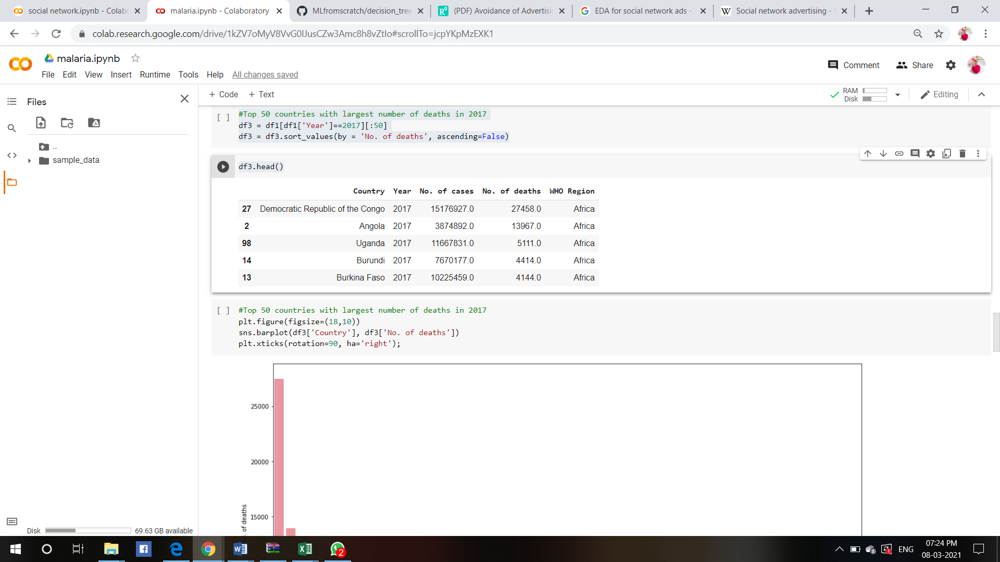 social network.ipynb - Colab
malaria.ipynb - Colaboratory
MLfromscratch/decision_tree
(PDF) Avoidance of Advertisi
EDA for social network ads -
Social network advertising -
colab.research.google.com/drive/1kZV7oMyV8VvG0IJusCZw3Amc8h8vZtIo#scrollTo=jcpYKpMzEXK1
malaria.ipynb
Comment
Share
File Edit View Insert Runtime Tools Help All changes saved
Files
+ Code + Text
RAM
Disk
Editing
..
sample_data
[ ] #Top 50 countries with largest number of deaths in 2017
df3 = df1[df1['Year']==2017][:50]
df3 = df3.sort_values(by = 'No. of deaths', ascending=False)
df3.head()
Country Year No. of cases No. of deaths WHO Region
27 Democratic Republic of the Congo 2017 15176927.0 27458.0 Africa
2 Angola 2017 3874892.0 13967.0 Africa
98 Uganda 2017 11667831.0 5111.0 Africa
14 Burundi 2017 7670177.0 4414.0 Africa
13 Burkina Faso 2017 10225459.0 4144.0 Africa
[ ] #Top 50 countries with largest number of deaths in 2017
plt.figure(figsize=(18,10))
sns.barplot(df3['Country'], df3['No. of deaths'])
plt.xticks(rotation=90, ha='right');
25000
20000
15000
. of deaths
Disk 69.63 GB available
2
ENG
07:24 PM
08-03-2021